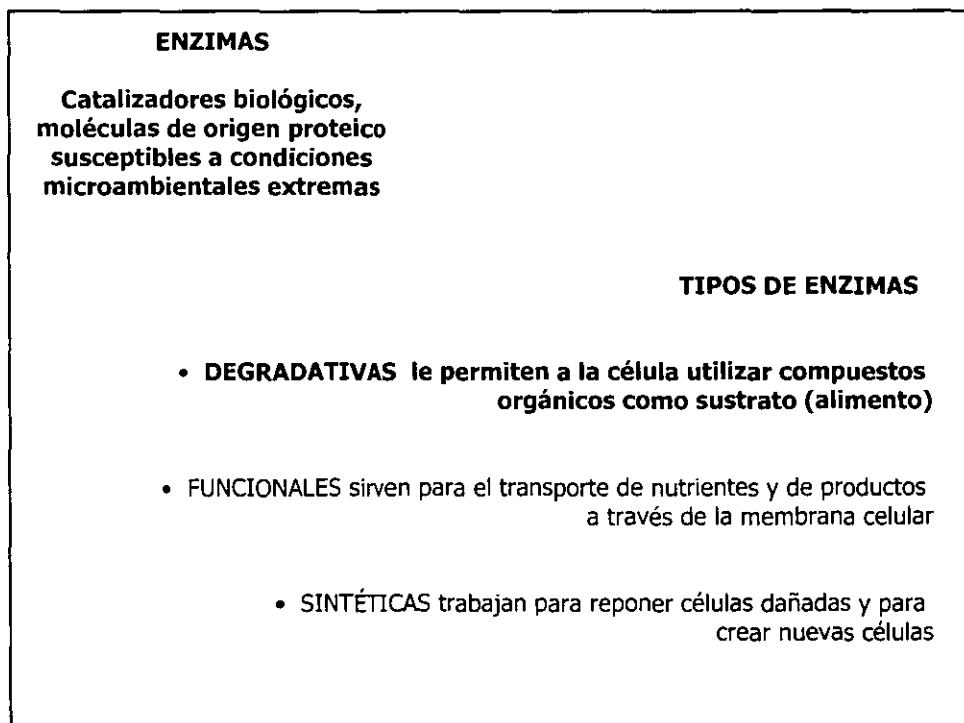 ENZIMAS
Catalizadores biológicos,
moléculas de origen proteico
susceptibles a condiciones
microambientales extremas
TIPOS DE ENZIMAS
• DEGRADATIVAS le permiten a la célula utilizar compuestos
orgánicos como sustrato (alimento)
• FUNCIONALES sirven para el transporte de nutrientes y de productos
a través de la membrana celular
• SINTÉTICAS trabajan para reponer células dañadas y para
crear nuevas células